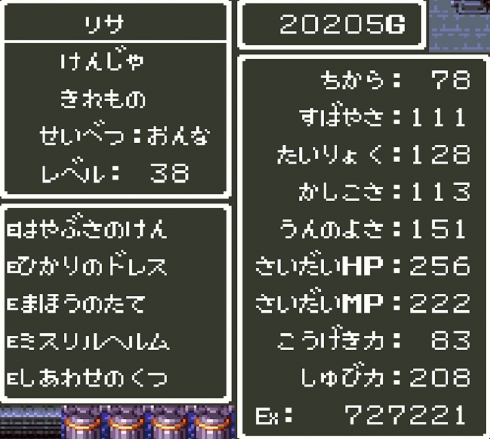 リサ
けんじゃ
きれもの
せいべつ：おんな
レベル： 38
Eはやぶさのけん
Eひかりのドレス
Eまほうのたて
Eミスリルヘルム
Eしあわせのくつ
20205G
ちから： 78
すばやさ：111
たいりょく：128
かしこさ：113
うんのよさ：151
さいだいHP：256
さいだいMP：222
こうげき力： 83
しゅび力：208
Ex： 727221